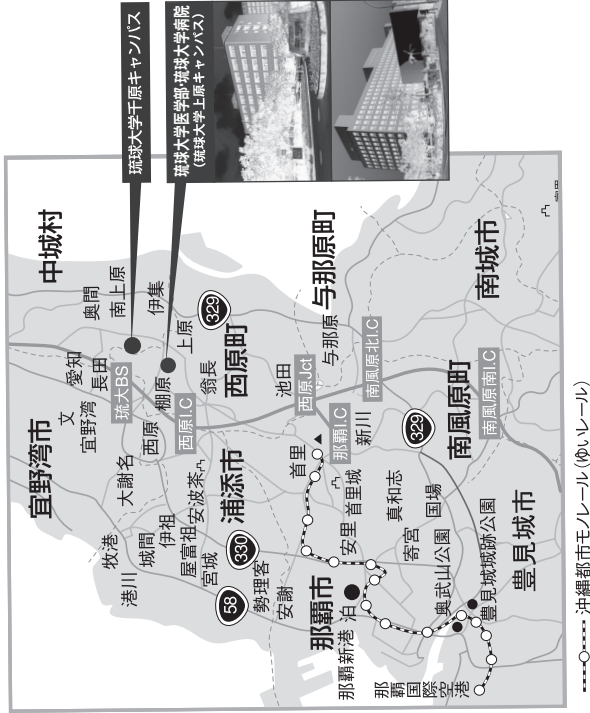 琉球大学千原キャンパス
琉球大学医学部・琉球大学病院
(琉球大学上原キャンパス)
中城村
奥間
南上原
伊集
上原
329
西原町
翁長
棚原
愛知
長田
琉大BS
文
宜野湾
宜野湾市
西原
西原I.C
大謝名
牧港
港川
城間
伊祖
屋富祖
安波茶
宮城
浦添市
330
58
勢理客
安謝
与那原町
与那原
池田
西原Jct
南風原北I.C
那覇I.C
新川
首里
首里城
安里
真和志
国場
寄宮
329
南風原町
南風原南I.C
南城市
那覇市
那覇新港
泊
奥武山公園
豊見城城跡公園
豊見城市
那覇国際空港
沖縄都市モノレール(ゆいレール)